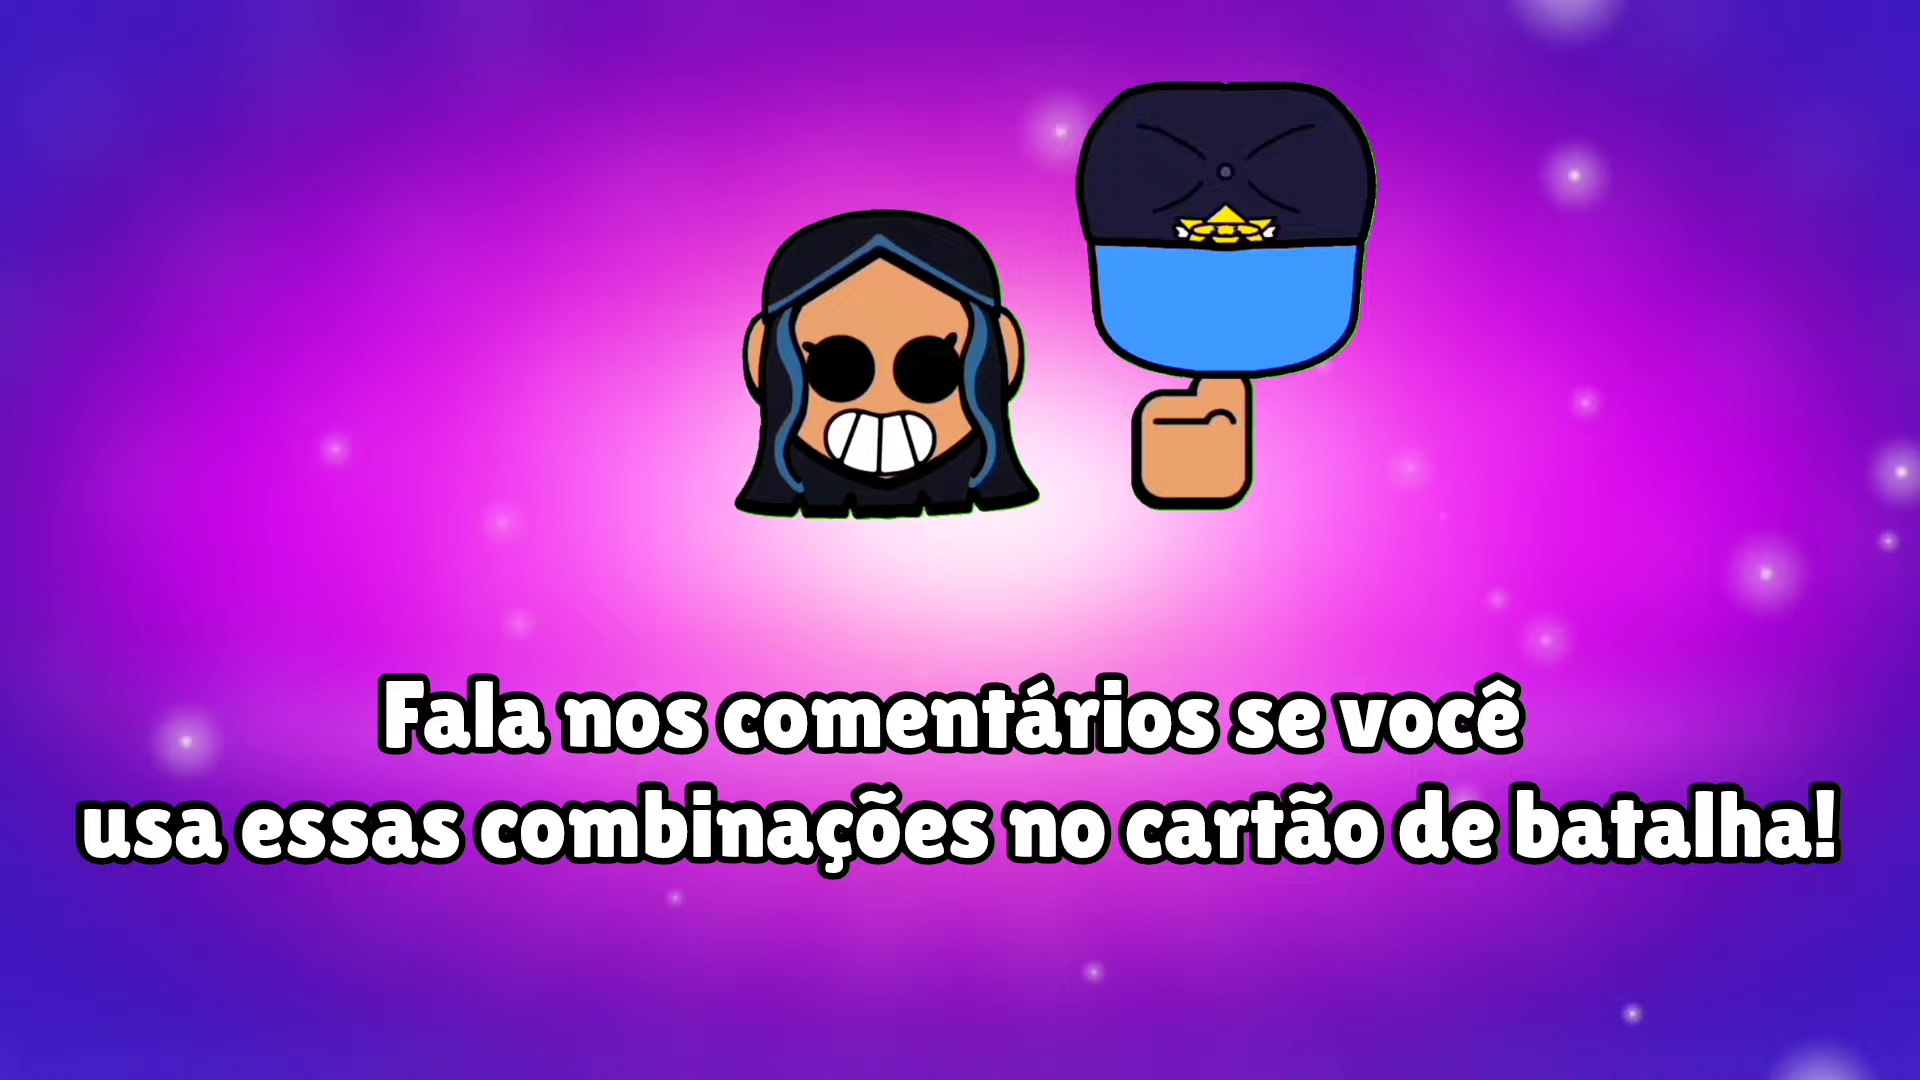 Fala nos comentários se você
usa essas combinações no cartão de batalha!